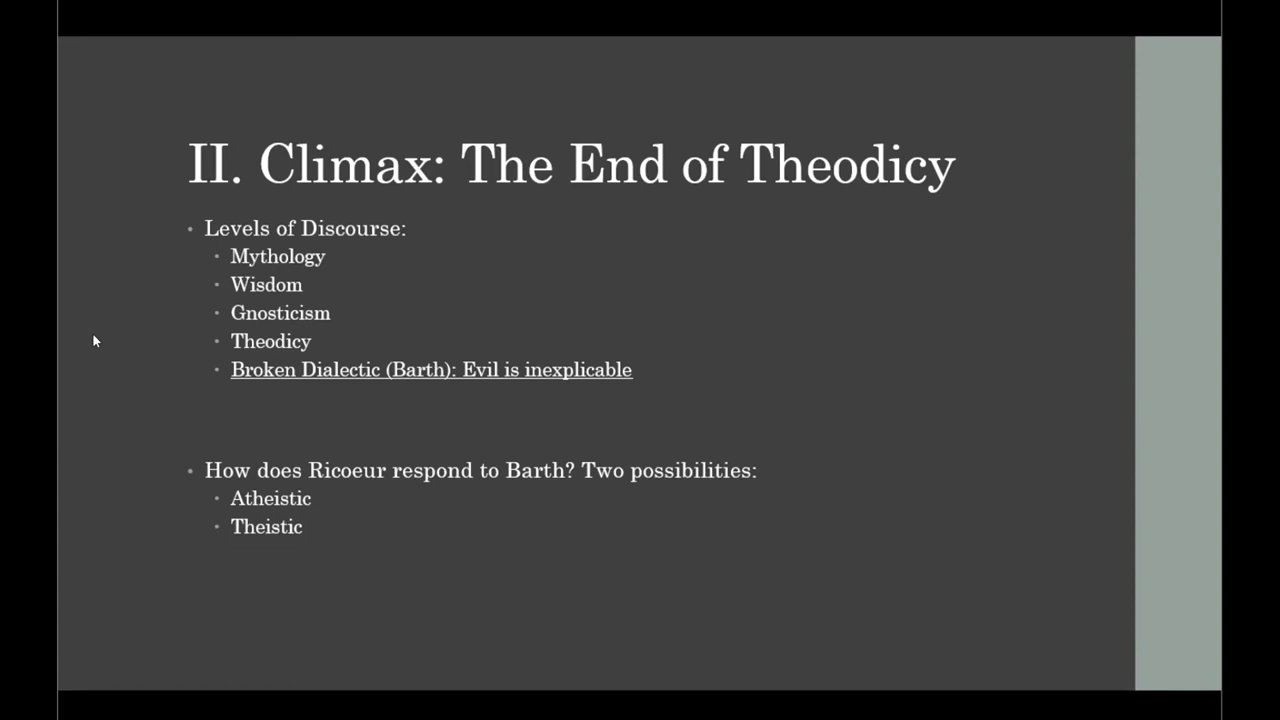 II. Climax: The End of Theodicy
• Levels of Discourse:
• Mythology
• Wisdom
• Gnosticism
• Theodicy
• Broken Dialectic (Barth): Evil is inexplicable
• How does Ricoeur respond to Barth? Two possibilities:
• Atheistic
• Theistic